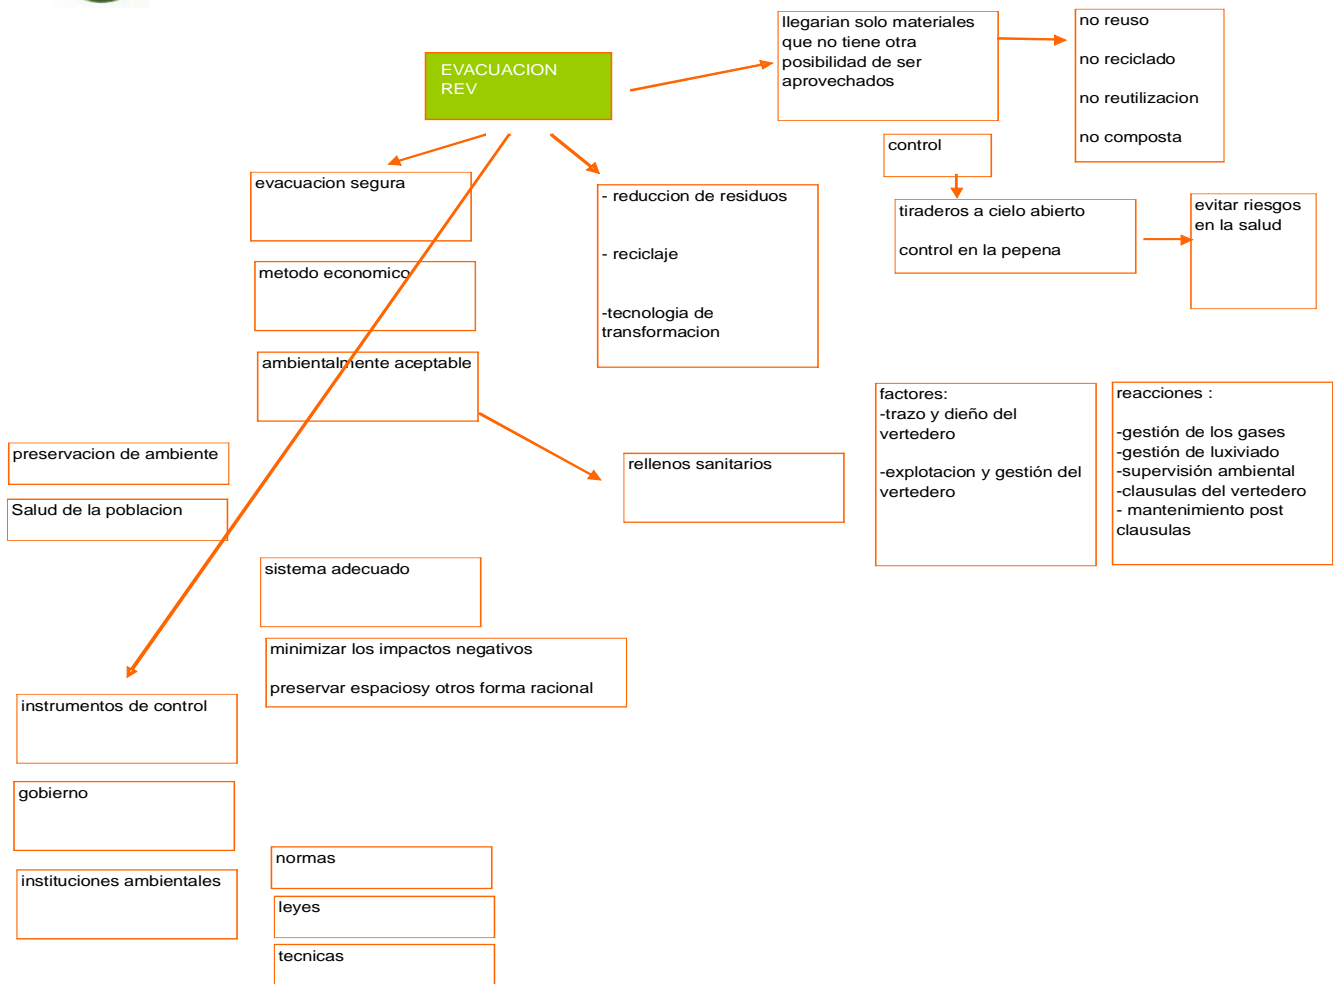 EVACUACION
REV
llegarian solo materiales
que no tiene otra
posibilidad de ser
aprovechados
no reuso
no reciclado
no reutilizacion
no composta
control
tiraderos a cielo abierto
control en la pepena
evitar riesgos
en la salud
evacuacion segura
metodo economico
ambientalmente aceptable
- reduccion de residuos
- reciclaje
-tecnologia de
transformacion
rellenos sanitarios
factores:
-trazo y dieño del
vertedero
-explotacion y gestión del
vertedero
reacciones :
-gestión de los gases
-gestión de luxiviado
-supervisión ambiental
-clausulas del vertedero
- mantenimiento post
clausulas
preservacion de ambiente
Salud de la poblacion
sistema adecuado
minimizar los impactos negativos
preservar espaciosy otros forma racional
instrumentos de control
gobierno
instituciones ambientales
normas
leyes
tecnicas